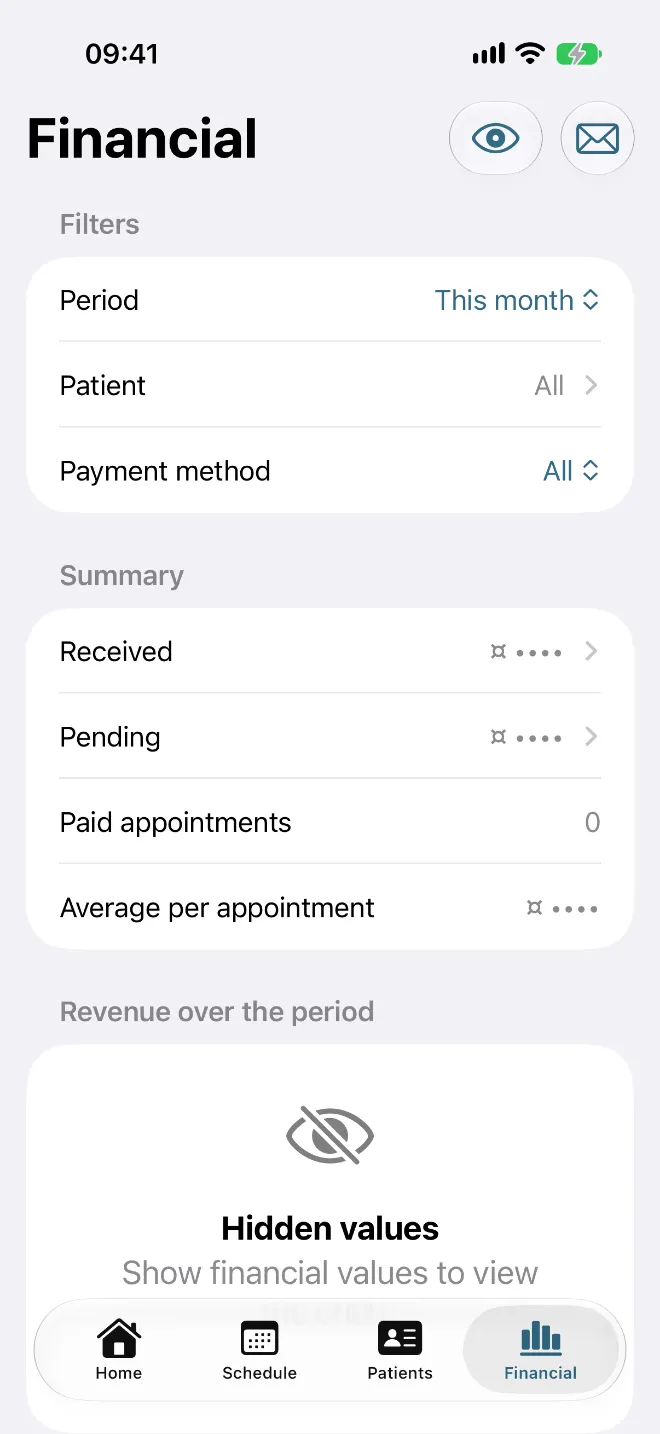 09:41
Financial
Filters
Period
This month
Patient
All
Payment method
All
Summary
Received
¤ ••••
Pending
¤ ••••
Paid appointments
0
Average per appointment
¤ ••••
Revenue over the period
Hidden values
Show financial values to view
Home
Schedule
Patients
Financial